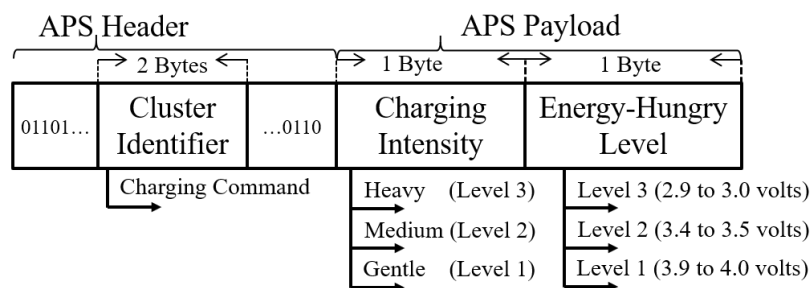 APS Header
APS Payload
2 Bytes
1 Byte
1 Byte
01101…
Cluster
Identifier
…0110
Charging
Intensity
Energy-Hungry
Level
Charging Command
Heavy (Level 3)
Medium (Level 2)
Gentle (Level 1)
Level 3 (2.9 to 3.0 volts)
Level 2 (3.4 to 3.5 volts)
Level 1 (3.9 to 4.0 volts)